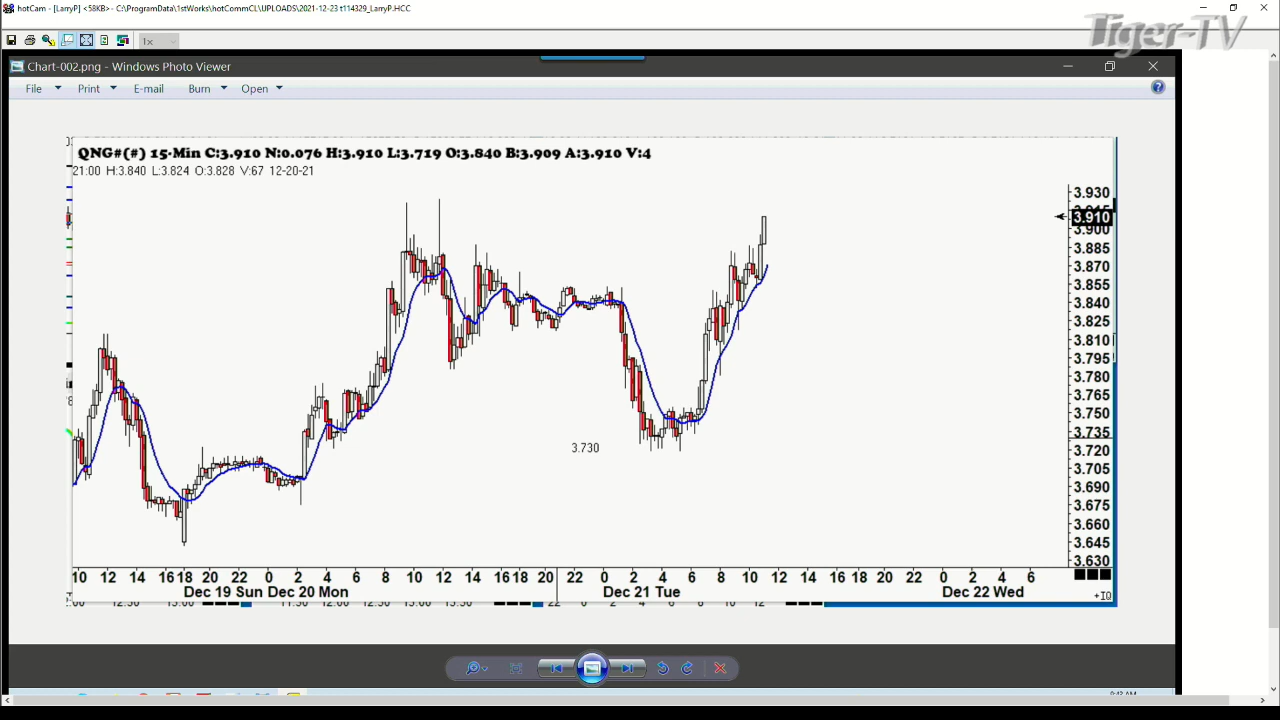 hotCam - [LarryP] <58KB> - C:\ProgramData\1stWorks\hotCommCL\UPLOADS\2021-12-23 t114329_LarryP.HCC
Tiger-TV
1x
Chart-002.png - Windows Photo Viewer
File Print E-mail Burn Open
QNG#(#) 15-Min C:3.910 N:0.076 H:3.910 L:3.719 O:3.840 B:3.909 A:3.910 V:4
21:00 H:3.840 L:3.824 O:3.828 V:67 12-20-21
3.930
3.915
3.910
3.900
3.885
3.870
3.855
3.840
3.825
3.810
3.795
3.780
3.765
3.750
3.735
3.720
3.705
3.690
3.675
3.660
3.645
3.630
3.730
10 12 14 16 18 20 22 0 2 4 6 8 10 12 14 16 18 20 22 0 2 4 6 8 10 12 14 16 18 20 22 0 2 4 6
Dec 19 Sun Dec 20 Mon Dec 21 Tue Dec 22 Wed
+IQ